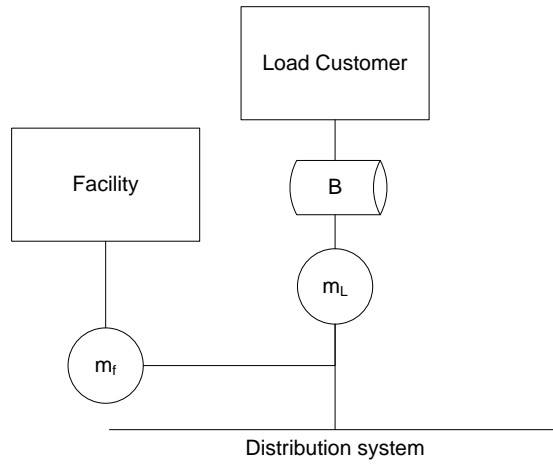 Load Customer
Facility
B
mL
mf
Distribution system